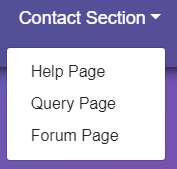 Contact Section
Help Page
Query Page
Forum Page